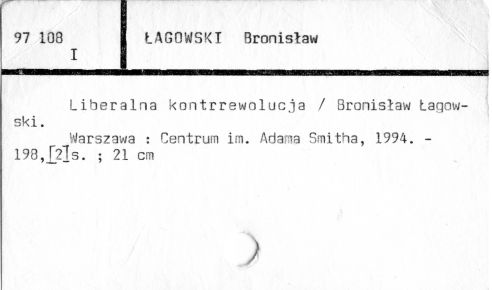 97 108 ŁAGOWSKI Bronisław
I
Liberalna kontrrewolucja / Bronisław Łagow-
ski.
Warszawa : Centrum im. Adama Smitha, 1994. -
198,[2]s. ; 21 cm